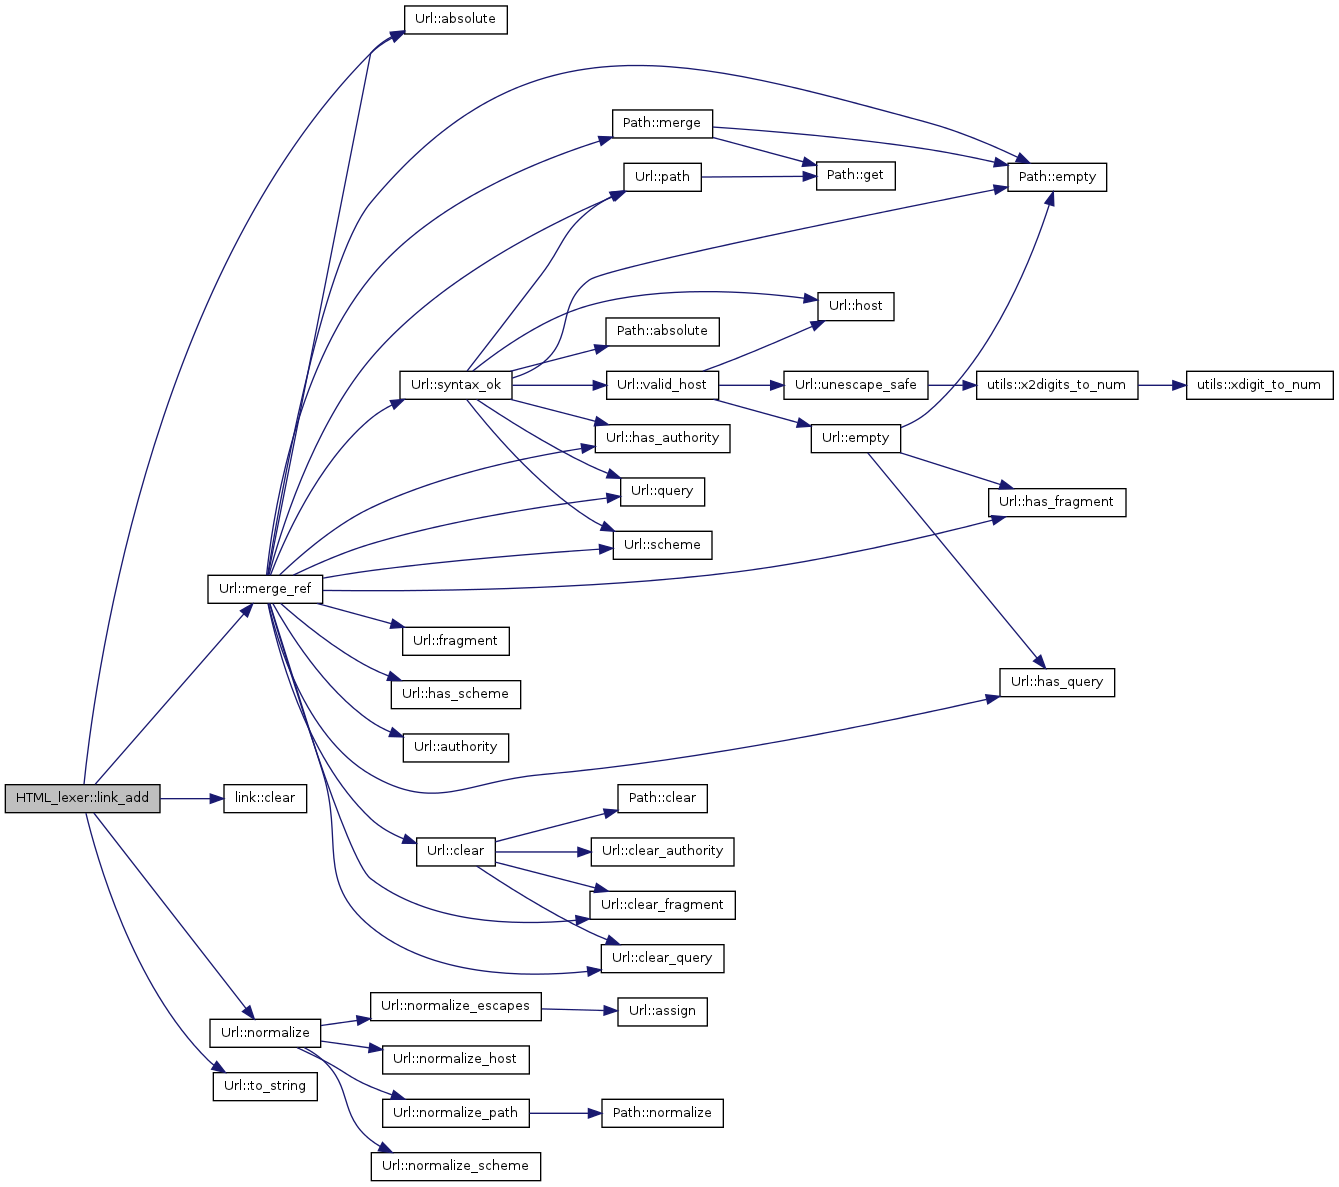 Url::absolute
Path::merge
Url::path
Path::get
Path::empty
Url::host
Path::absolute
Url::syntax_ok
Url::valid_host
Url::unescape_safe
utils::x2digits_to_num
utils::xdigit_to_num
Url::has_authority
Url::empty
Url::query
Url::has_fragment
Url::scheme
Url::merge_ref
Url::fragment
Url::has_scheme
Url::has_query
Url::authority
HTML_lexer::link_add
link::clear
Path::clear
Url::clear
Url::clear_authority
Url::clear_fragment
Url::clear_query
Url::normalize_escapes
Url::assign
Url::normalize
Url::normalize_host
Url::to_string
Url::normalize_path
Path::normalize
Url::normalize_scheme